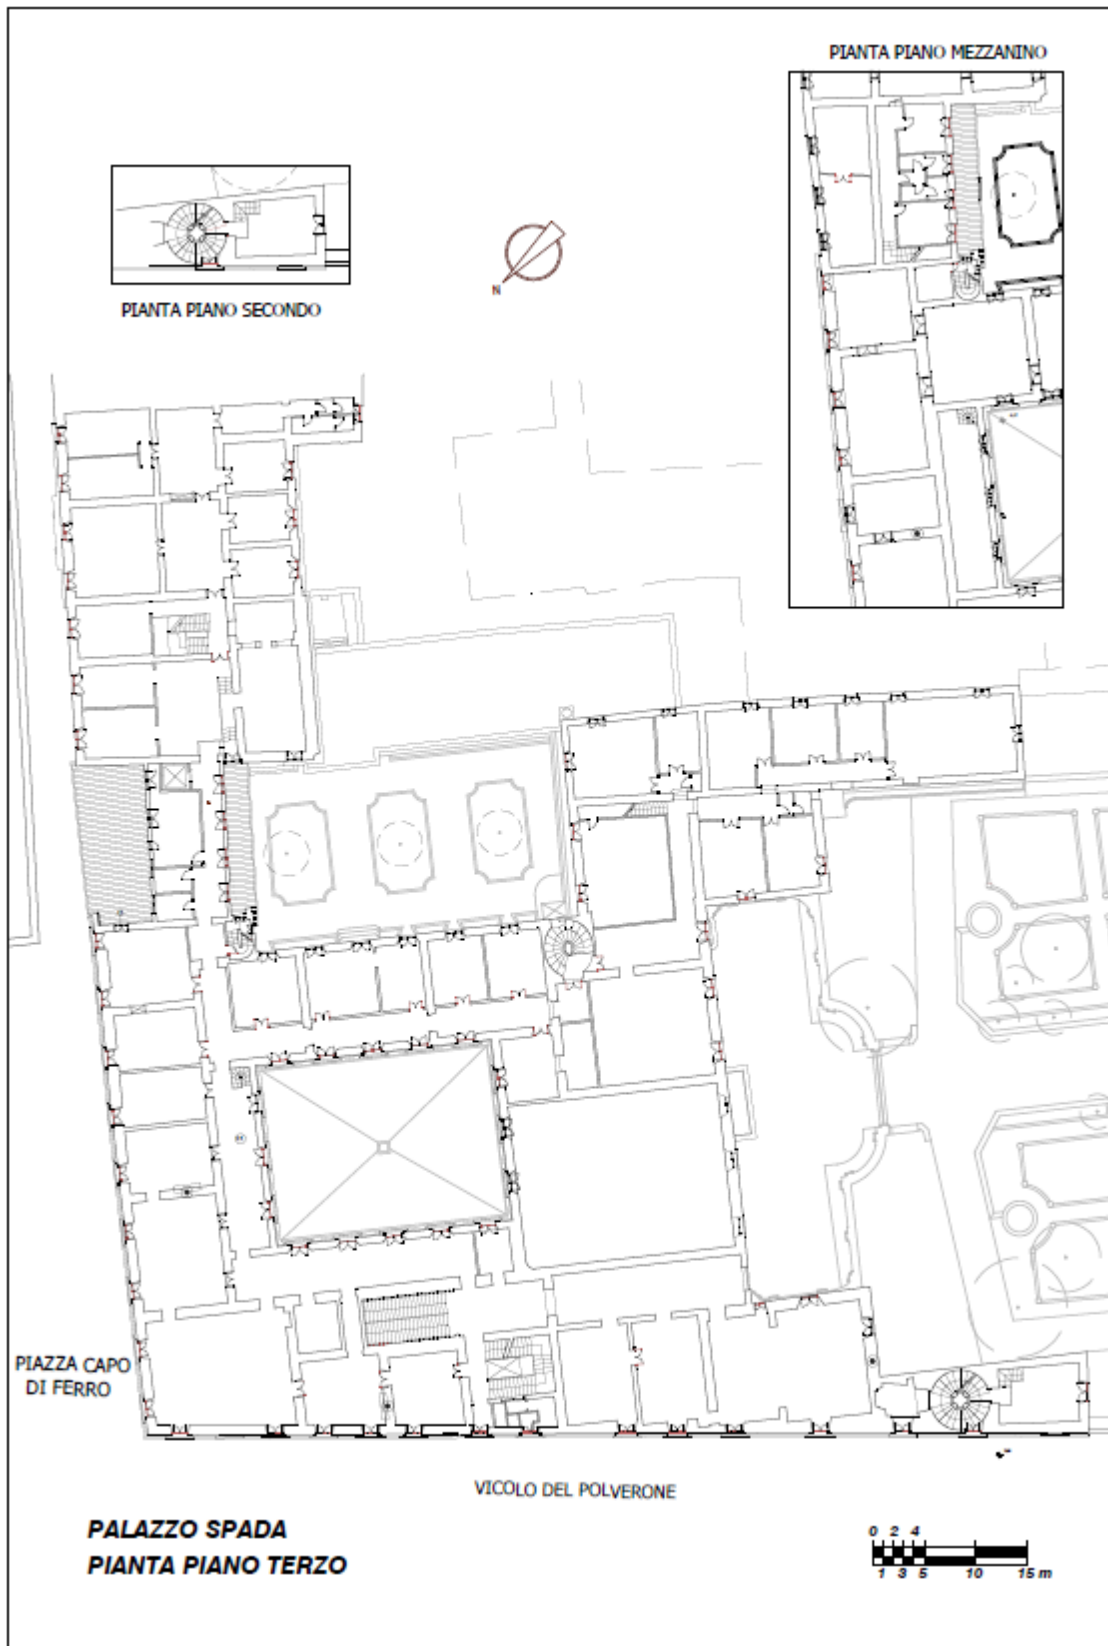 PIANTA PIANO MEZZANINO
PIANTA PIANO SECONDO
N
PIAZZA CAPO
DI FERRO
VICOLO DEL POLVERONE
PALAZZO SPADA
PIANTA PIANO TERZO
0 2 4
1 3 5 10 15 m